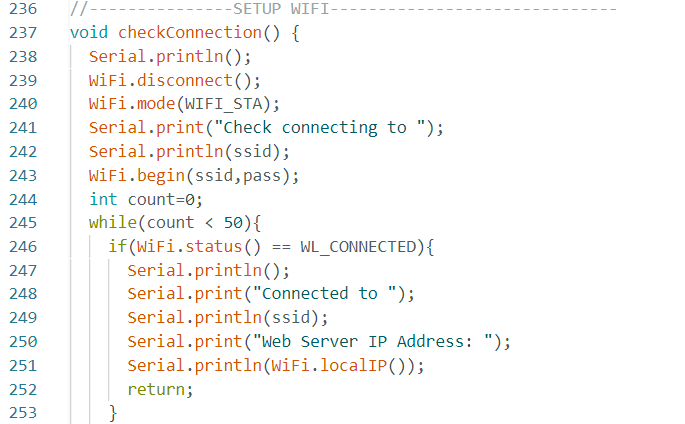 236 //---------------SETUP WIFI------------------------------
237 void checkConnection() {
238   Serial.println();
239   WiFi.disconnect();
240   WiFi.mode(WIFI_STA);
241   Serial.print("Check connecting to ");
242   Serial.println(ssid);
243   WiFi.begin(ssid,pass);
244   int count=0;
245   while(count < 50){
246     if(WiFi.status() == WL_CONNECTED){
247       Serial.println();
248       Serial.print("Connected to ");
249       Serial.println(ssid);
250       Serial.print("Web Server IP Address: ");
251       Serial.println(WiFi.localIP());
252       return;
253     }